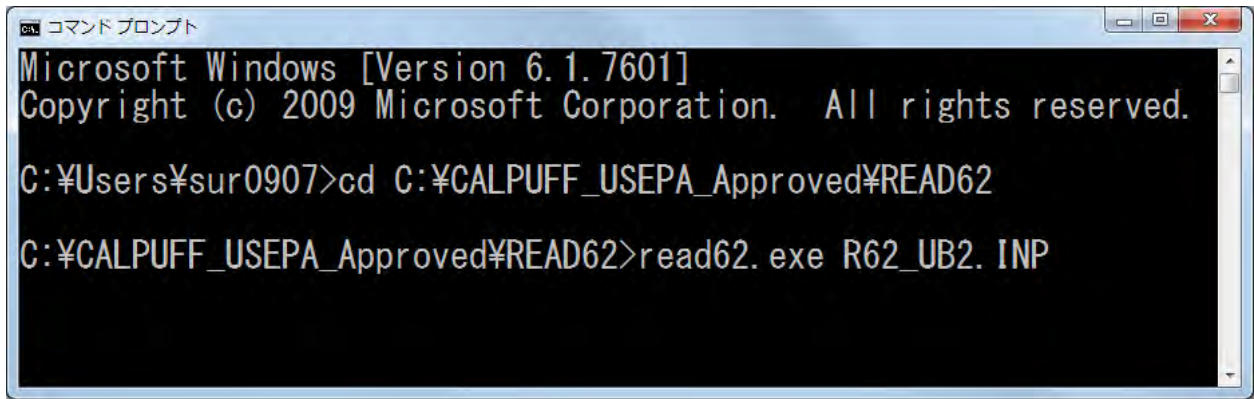 コマンド プロンプト
Microsoft Windows [Version 6.1.7601]
Copyright (c) 2009 Microsoft Corporation.  All rights reserved.
C:¥Users¥sur0907>cd C:¥CALPUFF_USEPA_Approved¥READ62
C:¥CALPUFF_USEPA_Approved¥READ62>read62.exe R62_UB2.INP